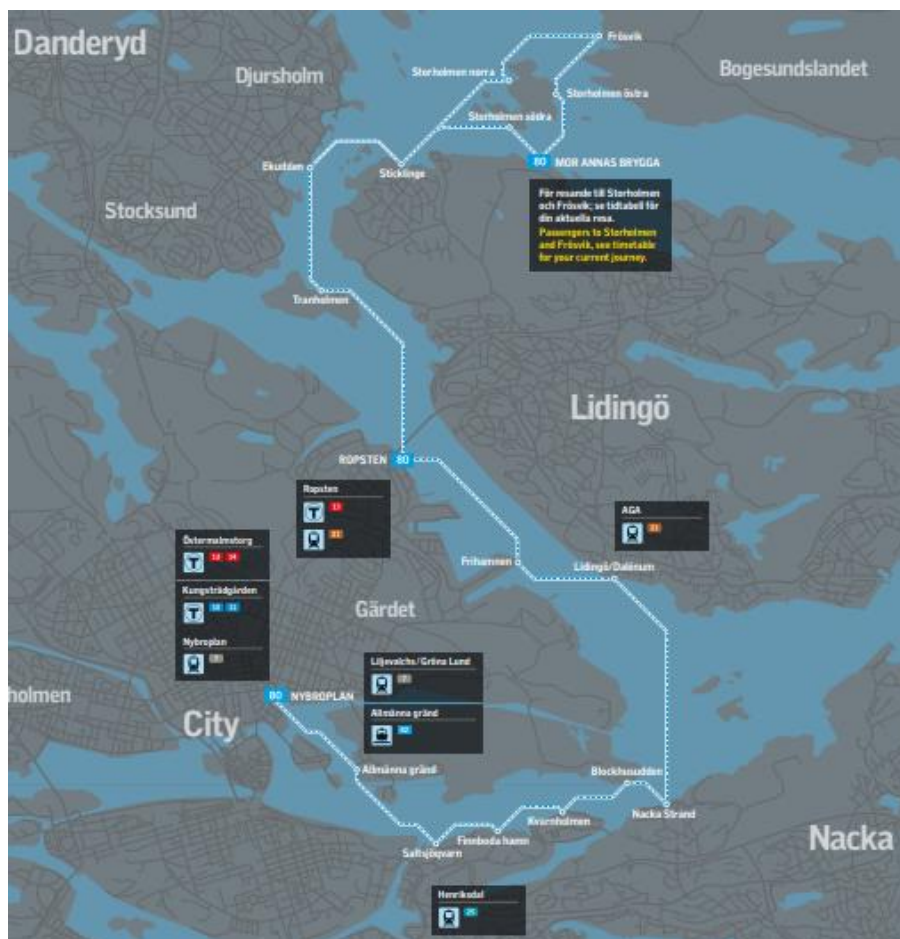 Danderyd
Djursholm
Frösvik
Storholmen norra
Bogesundslandet
Storholmen östra
Storholmen södra
Ekudden
Sticklinge
80 MOR ANNAS BRYGGA
För resande till Storholmen
och Frösvik; se tidtabell för
din aktuella resa.
Passengers to Storholmen
and Frösvik, see timetable
for your current journey.
Stocksund
Tranholmen
Lidingö
ROPSTEN 80
Ropsten
T 13
21
AGA
21
Östermalmstorg
T 13 14
Kungsträdgården
T 10 11
Nybroplan
7
Frihamnen
Lidingö/Dalénum
Gärdet
Liljevalchs/Gröna Lund
7
Allmänna gränd
82
holmen
80 NYBROPLAN
City
Allmänna gränd
Blockhusudden
Nacka Strand
Kvarnholmen
Finnboda hamn
Saltsjöqvarn
Nacka
Henriksdal
25